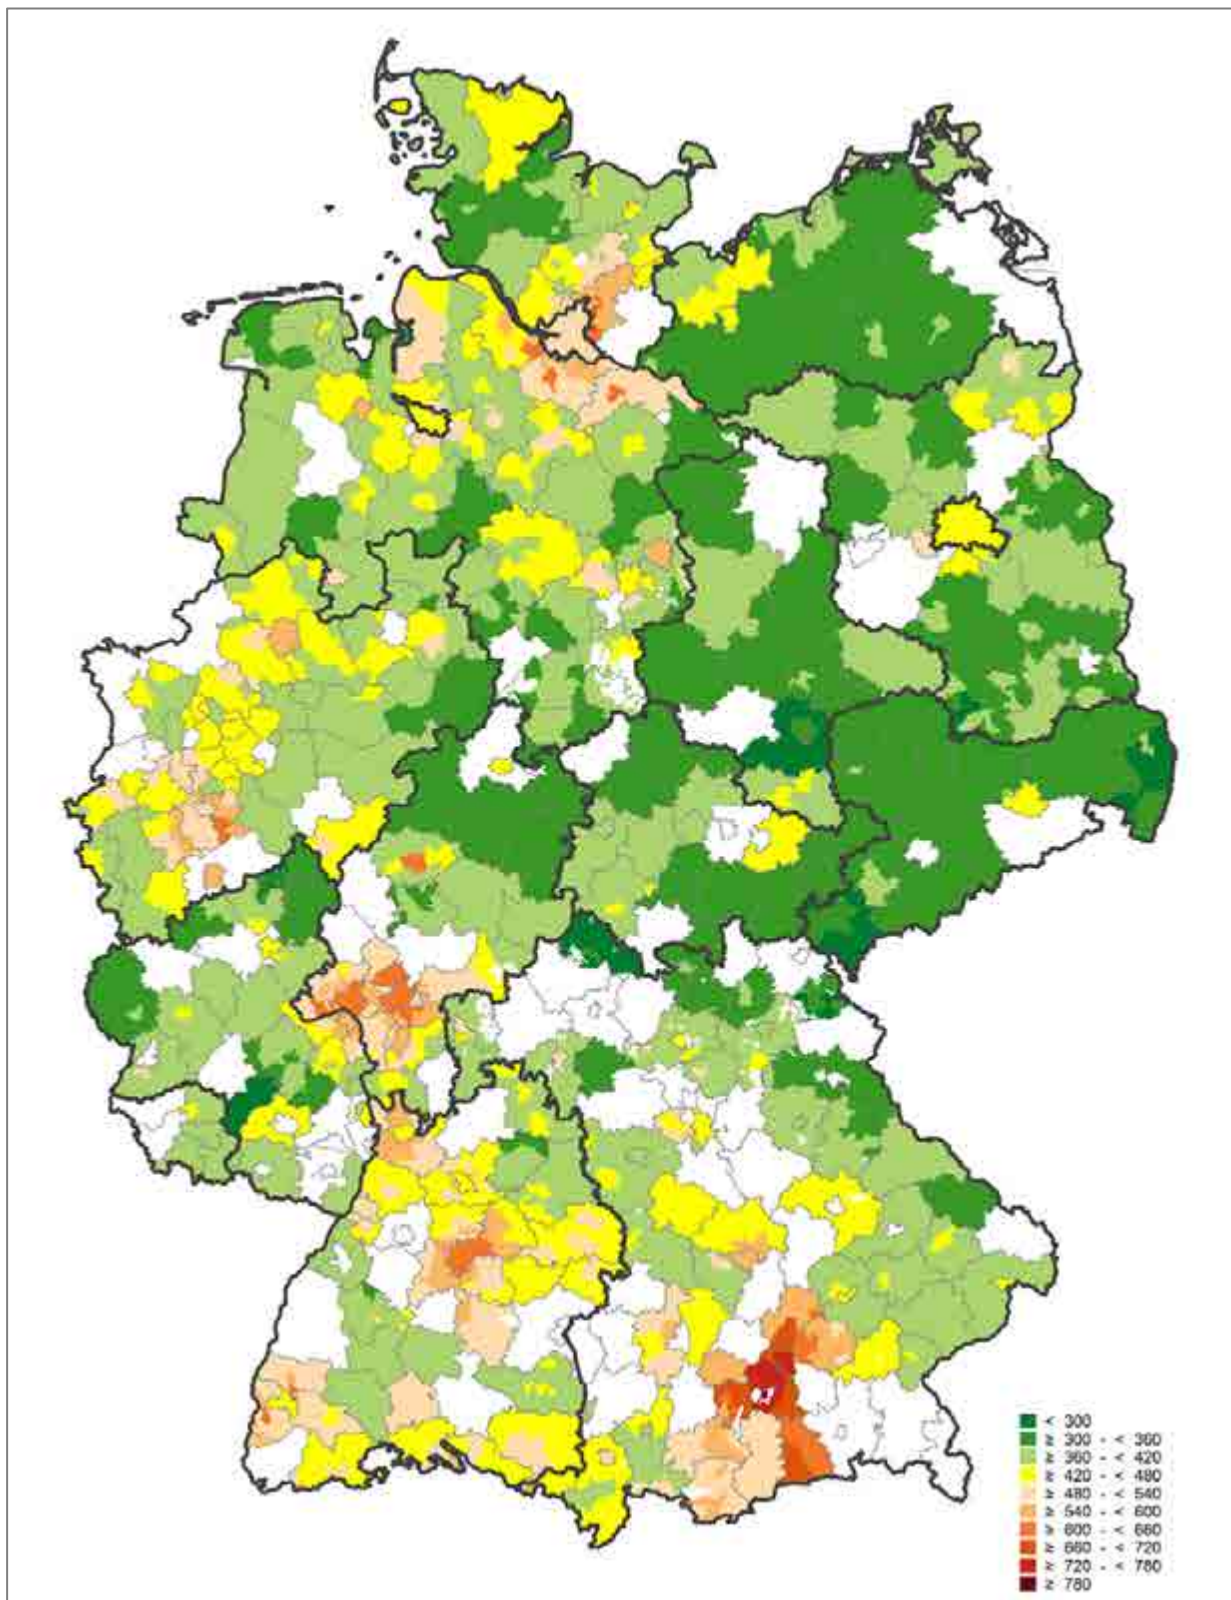 < 300
≥ 300 - < 360
≥ 360 - < 420
≥ 420 - < 480
≥ 480 - < 540
≥ 540 - < 600
≥ 600 - < 660
≥ 660 - < 720
≥ 720 - < 780
≥ 780